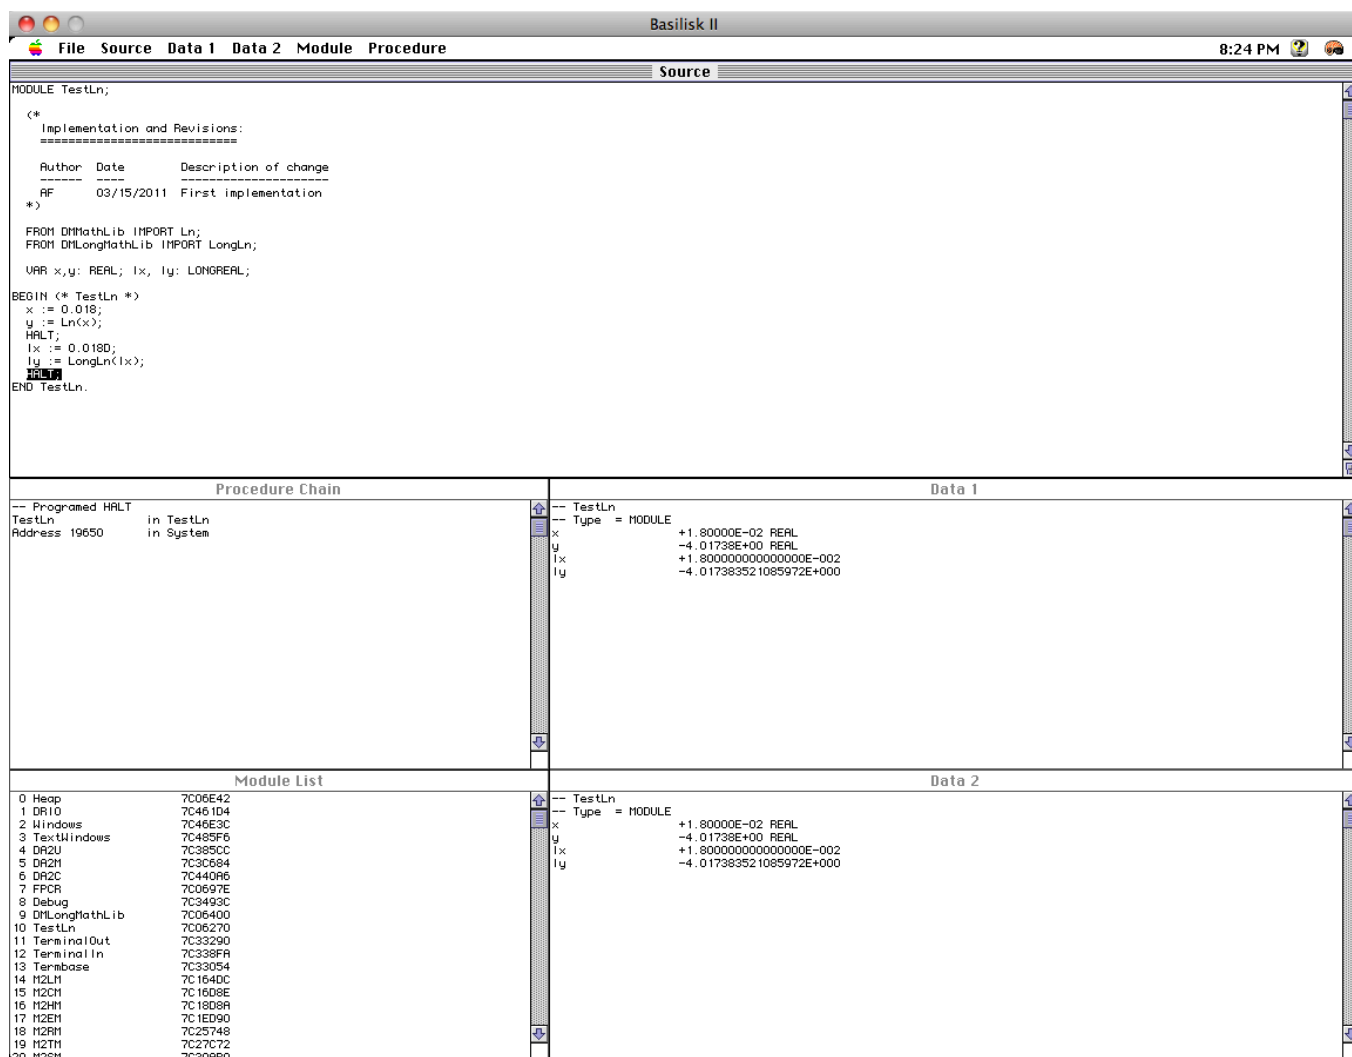 Basilisk II
File Source Data 1 Data 2 Module Procedure 8:24 PM
Source
MODULE TestLn;
(*
Implementation and Revisions:
============================
Author Date Description of change
------ ---- ---------------------
AF 03/15/2011 First implementation
*)
FROM DMMathLib IMPORT Ln;
FROM DMLongMathLib IMPORT LongLn;
VAR x,y: REAL; lx, ly: LONGREAL;
BEGIN (* TestLn *)
x := 0.018;
y := Ln(x);
HALT;
lx := 0.018D;
ly := LongLn(lx);
HALT;
END TestLn.
Procedure Chain
-- Programed HALT
TestLn in TestLn
Address 19650 in System
Data 1
-- TestLn
-- Type = MODULE
x +1.80000E-02 REAL
y -4.01738E+00 REAL
lx +1.800000000000000E-002
ly -4.017383521085972E+000
Module List
0 Heap 7C06E42
1 DRIO 7C461D4
2 Windows 7C46E3C
3 TextWindows 7C485F6
4 DA2U 7C385CC
5 DA2M 7C3C684
6 DA2C 7C440A6
7 FPCR 7C0697E
8 Debug 7C3493C
9 DMLongMathLib 7C06400
10 TestLn 7C06270
11 TerminalOut 7C33290
12 TerminalIn 7C338FA
13 Termbase 7C33054
14 M2LM 7C164DC
15 M2CM 7C16D8E
16 M2HM 7C18D8A
17 M2EM 7C1ED90
18 M2RM 7C25748
19 M2TM 7C27C72
Data 2
-- TestLn
-- Type = MODULE
x +1.80000E-02 REAL
y -4.01738E+00 REAL
lx +1.800000000000000E-002
ly -4.017383521085972E+000